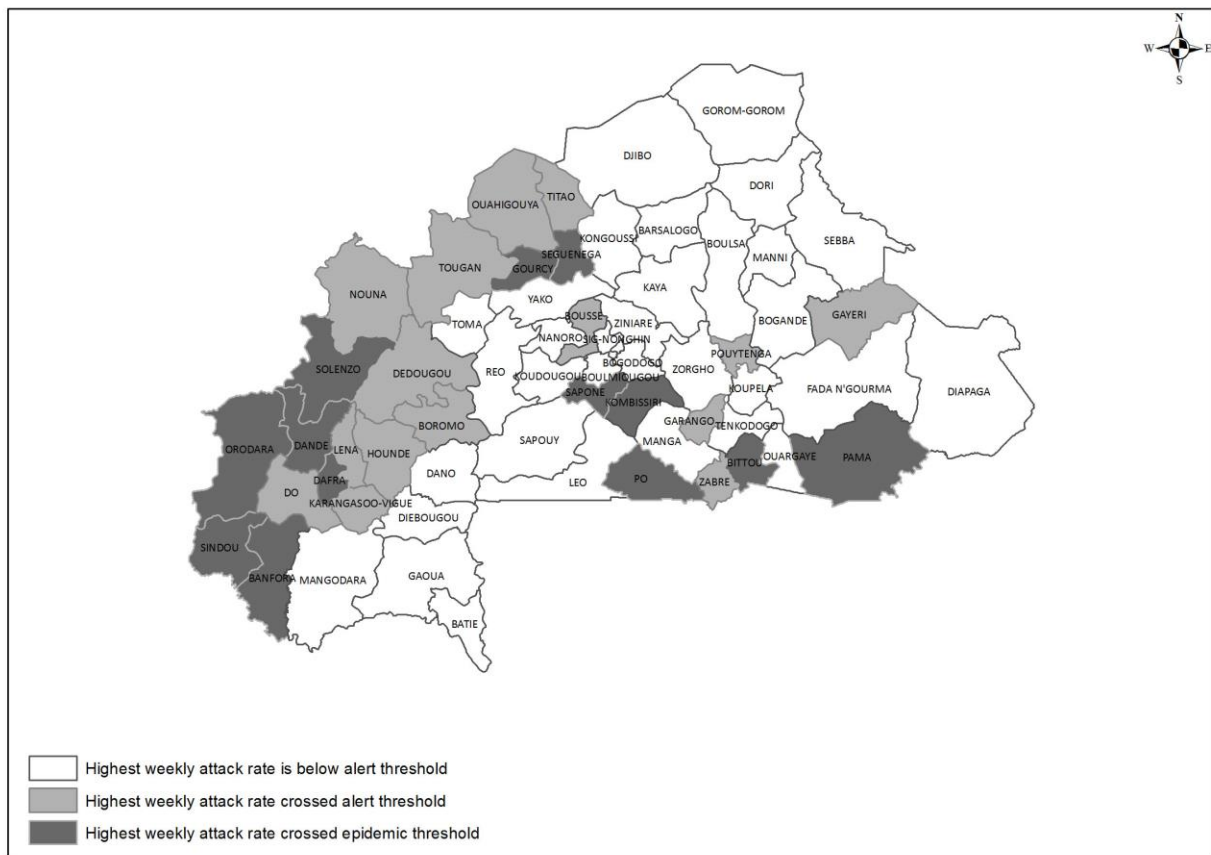 N
W E
S
GOROM-GOROM
DJIBO
DORI
TITAO
OUAHIGOUYA
BARSALOGO
KONGOUSSI
SEBBA
BOULSA
SEGUENEGA
MANNI
TOUGAN
GOURCY
KAYA
NOUNA
YAKO
GAYERI
BOUSSE
BOGANDE
TOMA
ZINIARE
NANORO
SIG-NONGHIN
POUYTENGA
BOGODOGO
SOLENZO
DEDOUGOU
REO
ZORGHO
KOUDOUGOU
BOULMIOUGOU
KOUPELA
FADA N'GOURMA
DIAPAGA
SAPONE
KOMBISSIRI
GARANGO
BOROMO
TENKODOGO
SAPOUY
MANGA
DANDE
ORODARA
LENA
HOUNDE
OUARGAYE
PAMA
BITTOU
DANO
PO
DAFRA
LEO
ZABRE
DO
KARANGASOO-VIGUE
DIEBOUGOU
SINDOU
GAOUA
BANFORA
MANGODARA
BATIE
Highest weekly attack rate is below alert threshold
Highest weekly attack rate crossed alert threshold
Highest weekly attack rate crossed epidemic threshold